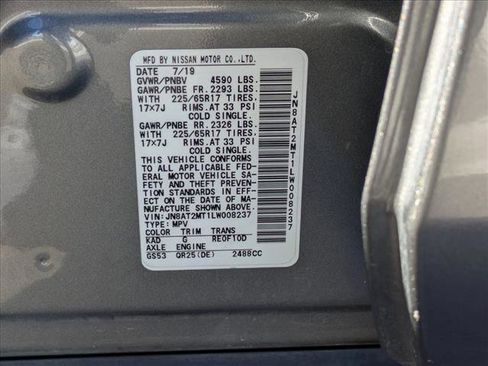 MFD BY NISSAN MOTOR CO.,LTD.
DATE 7/19
GVWR/PNBV 4590 LBS.
GAWR/PNBE FR.2293 LBS.
WITH 225/65R17 TIRES,
17×7J RIMS.AT 33 PSI
COLD SINGLE.
GAWR/PNBE RR.2326 LBS.
WITH 225/65R17 TIRES,
17×7J RIMS.AT 33 PSI
COLD SINGLE.
THIS VEHICLE CONFORMS
TO ALL APPLICABLE FED-
ERAL MOTOR VEHICLE SA-
FETY AND THEFT PREVEN-
TION STANDARDS IN EFF-
ECT ON THE DATE OF MA-
NUFACTURE SHOWN ABOVE.
VIN: JN8AT2MT1LW008237
TYPE: MPV
COLOR TRIM TRANS
KAD G RE0F10D
AXLE ENGINE
GS53 QR25(DE) 2488CC
JN8AT2MT1LW008237